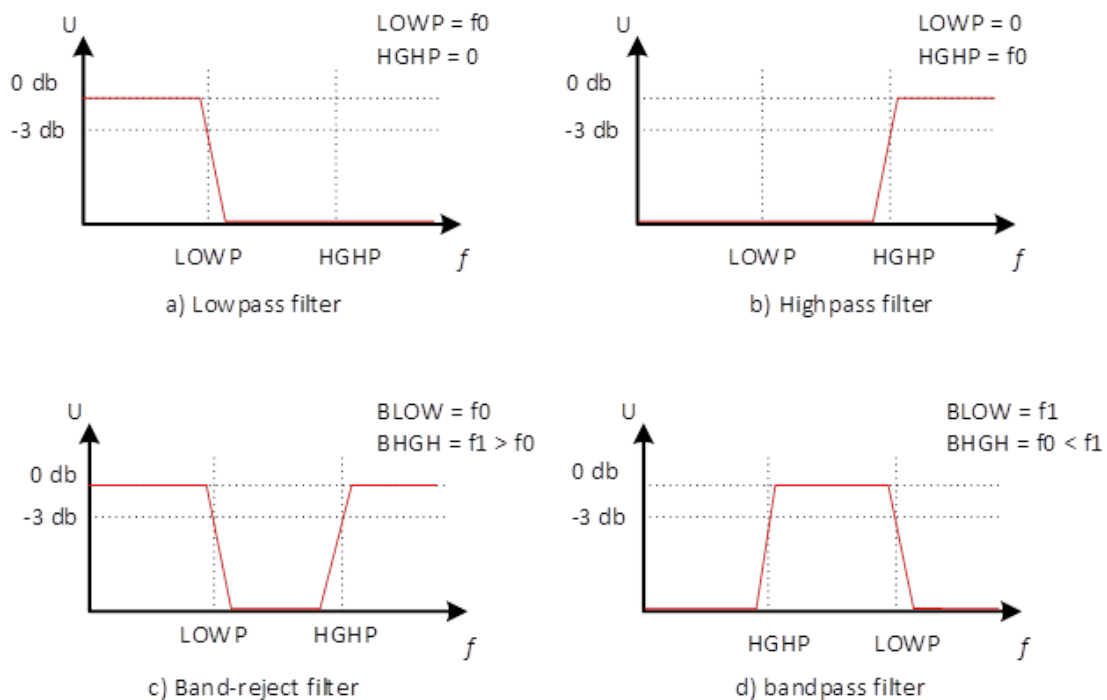 U
LOWP = f0
HGHP = 0
0 db
-3 db
LOWP
HGHP
f
a) Lowpass filter
U
LOWP = 0
HGHP = f0
0 db
-3 db
LOWP
HGHP
f
b) Highpass filter
U
BLOW = f0
BHGH = f1 > f0
0 db
-3 db
LOWP
HGHP
f
c) Band-reject filter
U
BLOW = f1
BHGH = f0 < f1
0 db
-3 db
HGHP
LOWP
f
d) bandpass filter